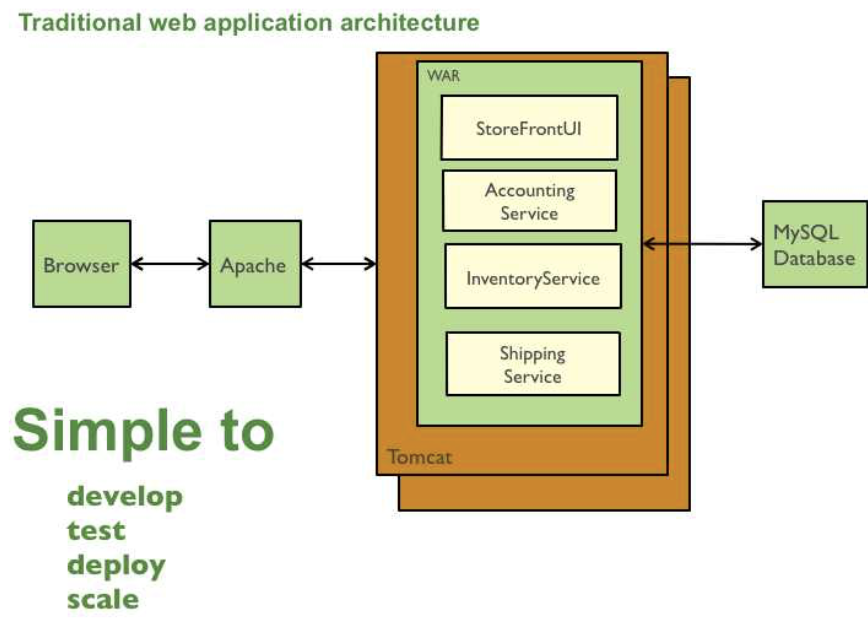 Traditional web application architecture
WAR
StoreFrontUI
Accounting
Service
InventoryService
Shipping
Service
Browser
Apache
MySQL
Database
Tomcat
Simple to
develop
test
deploy
scale